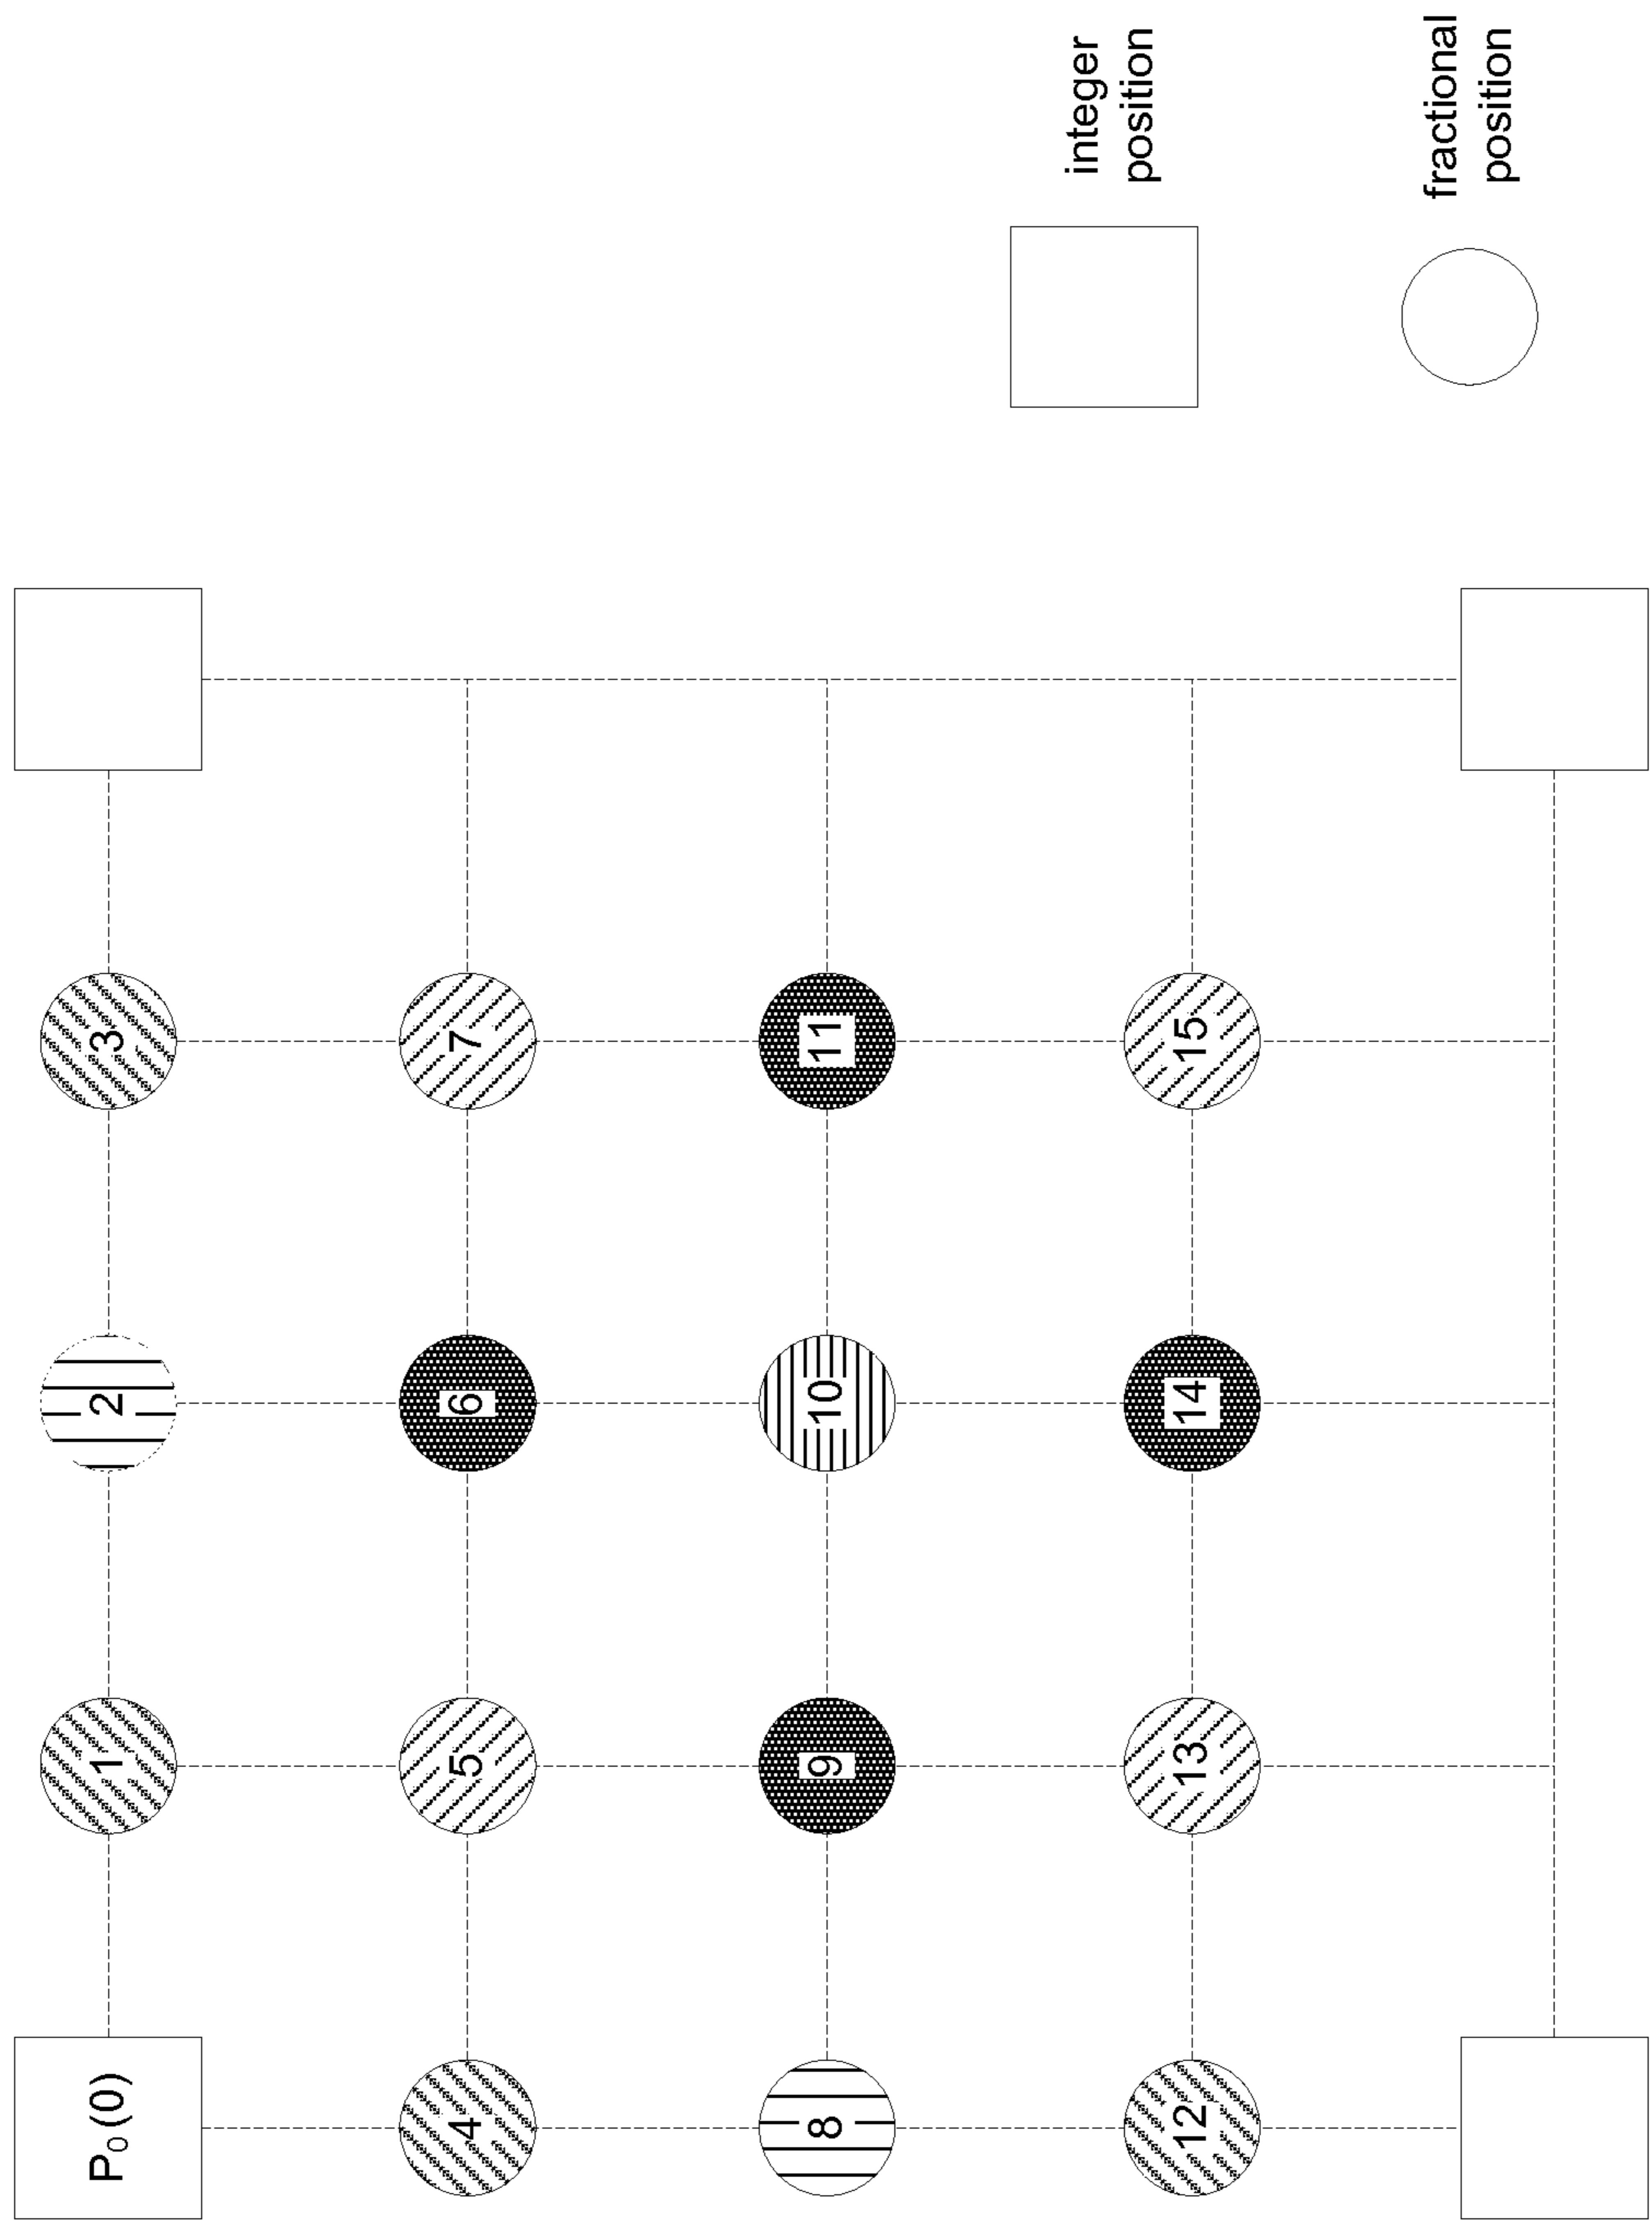 P₀(0) 1 2 3
4 5 6 7
8 9 10 11
12 13 14 15
integer
position
fractional
position